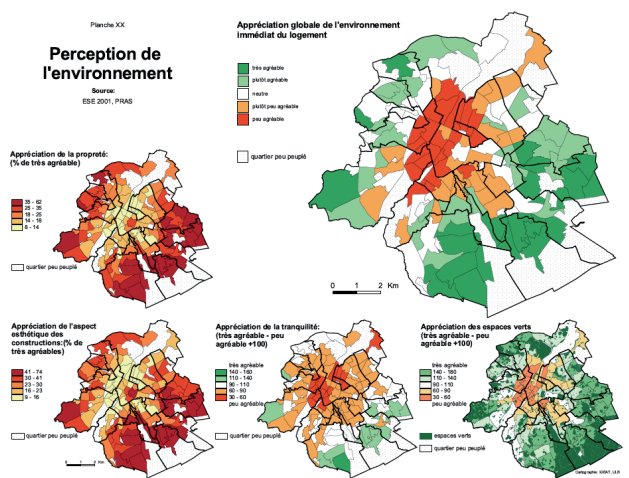 Planche XX
Perception de
l'environnement
Source:
ESE 2001, PRAS
Appréciation globale de l'environnement
immédiat du logement
très agréable
plutôt agréable
neutre
plutôt peu agréable
peu agréable
quartier peu peuplé
0 1 2 Km
Appréciation de la propreté:
(% de très agréable)
35 - 62
25 - 35
18 - 25
14 - 18
8 - 14
quartier peu peuplé
Appréciation de l'aspect
esthétique des
constructions:(% de
très agréables)
41 - 74
30 - 41
23 - 30
16 - 23
9 - 16
quartier peu peuplé
0 1 2 Km
Appréciation de la tranquilité:
(très agréable - peu
agréable +100)
très agréable
140 - 160
110 - 140
90 - 110
60 - 90
30 - 60
peu agréable
quartier peu peuplé
Appréciation des espaces verts
(très agréable - peu
agréable +100)
très agréable
140 - 180
110 - 140
90 - 110
60 - 90
30 - 60
peu agréable
espaces verts
quartier peu peuplé